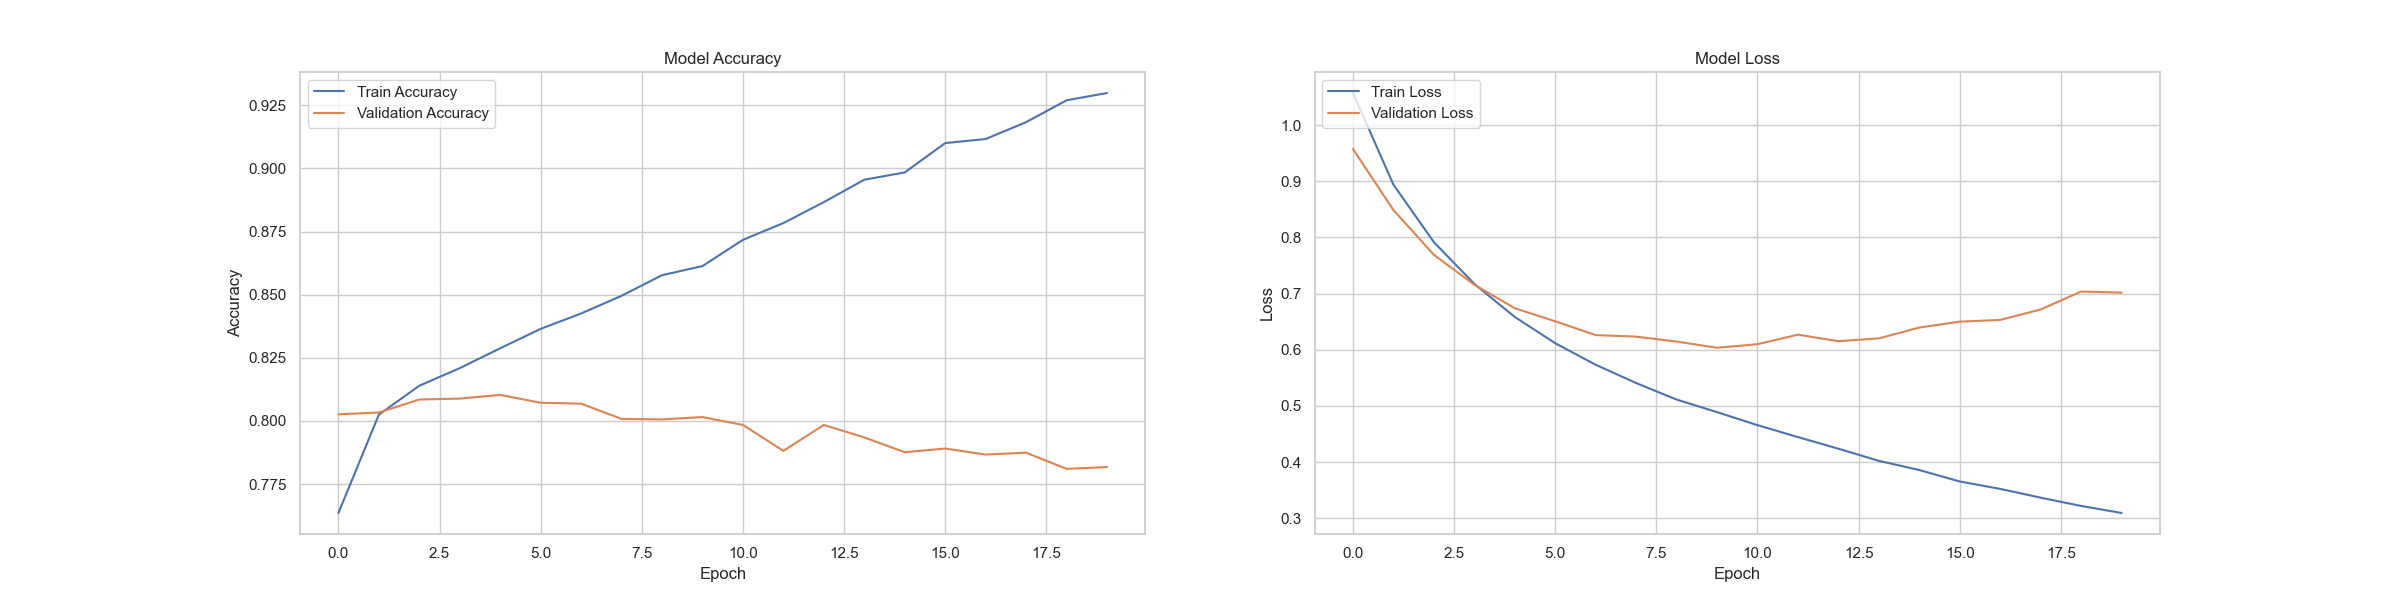 Model Accuracy
Train Accuracy
Validation Accuracy
0.925
0.900
0.875
0.850
0.825
0.800
0.775
Accuracy
0.0 2.5 5.0 7.5 10.0 12.5 15.0 17.5
Epoch
Model Loss
Train Loss
Validation Loss
1.0
0.9
0.8
0.7
0.6
0.5
0.4
0.3
Loss
0.0 2.5 5.0 7.5 10.0 12.5 15.0 17.5
Epoch